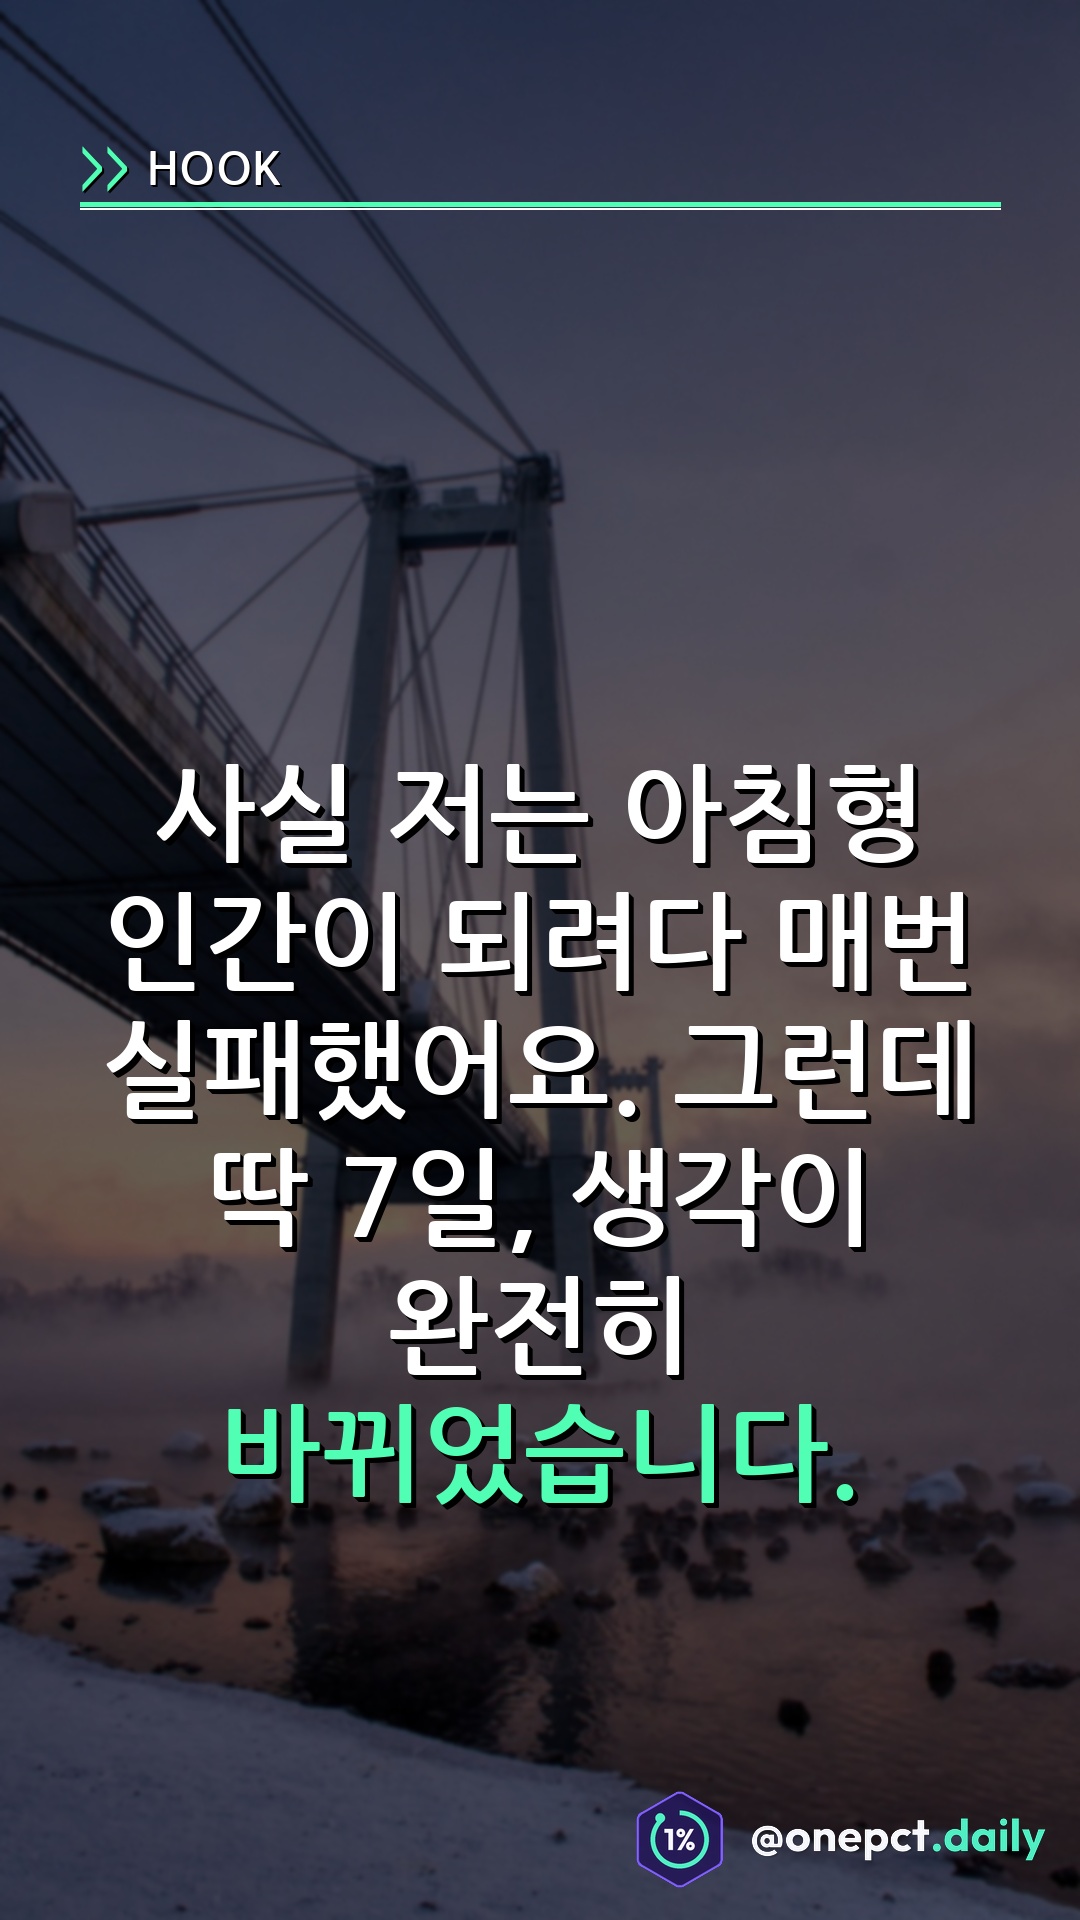 HOOK
사실 저는 아침형
인간이 되려다 매번
실패했어요. 그런데
딱 7일, 생각이
완전히
바뀌었습니다.
1% @onepct.daily